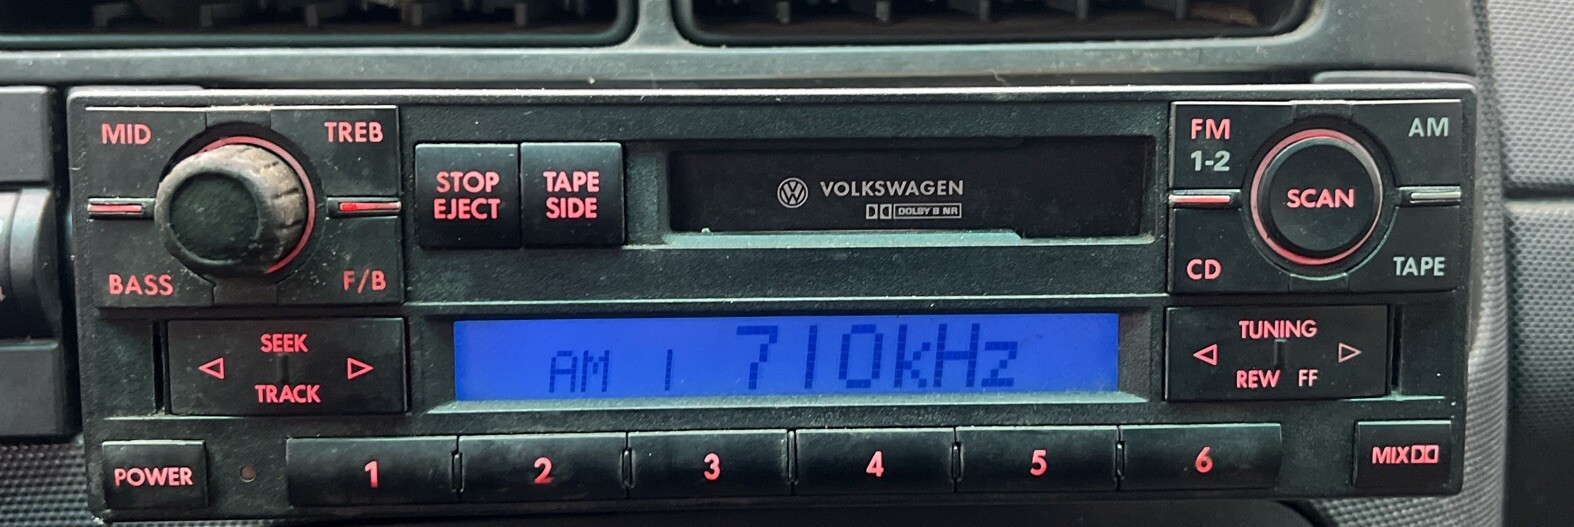 MID TREB
BASS F/B
STOP
EJECT
TAPE
SIDE
VOLKSWAGEN
DOLBY B NR
FM
1-2
AM
SCAN
CD TAPE
SEEK
TRACK
AM 1 710kHz
TUNING
REW FF
POWER
1 2 3 4 5 6
MIX